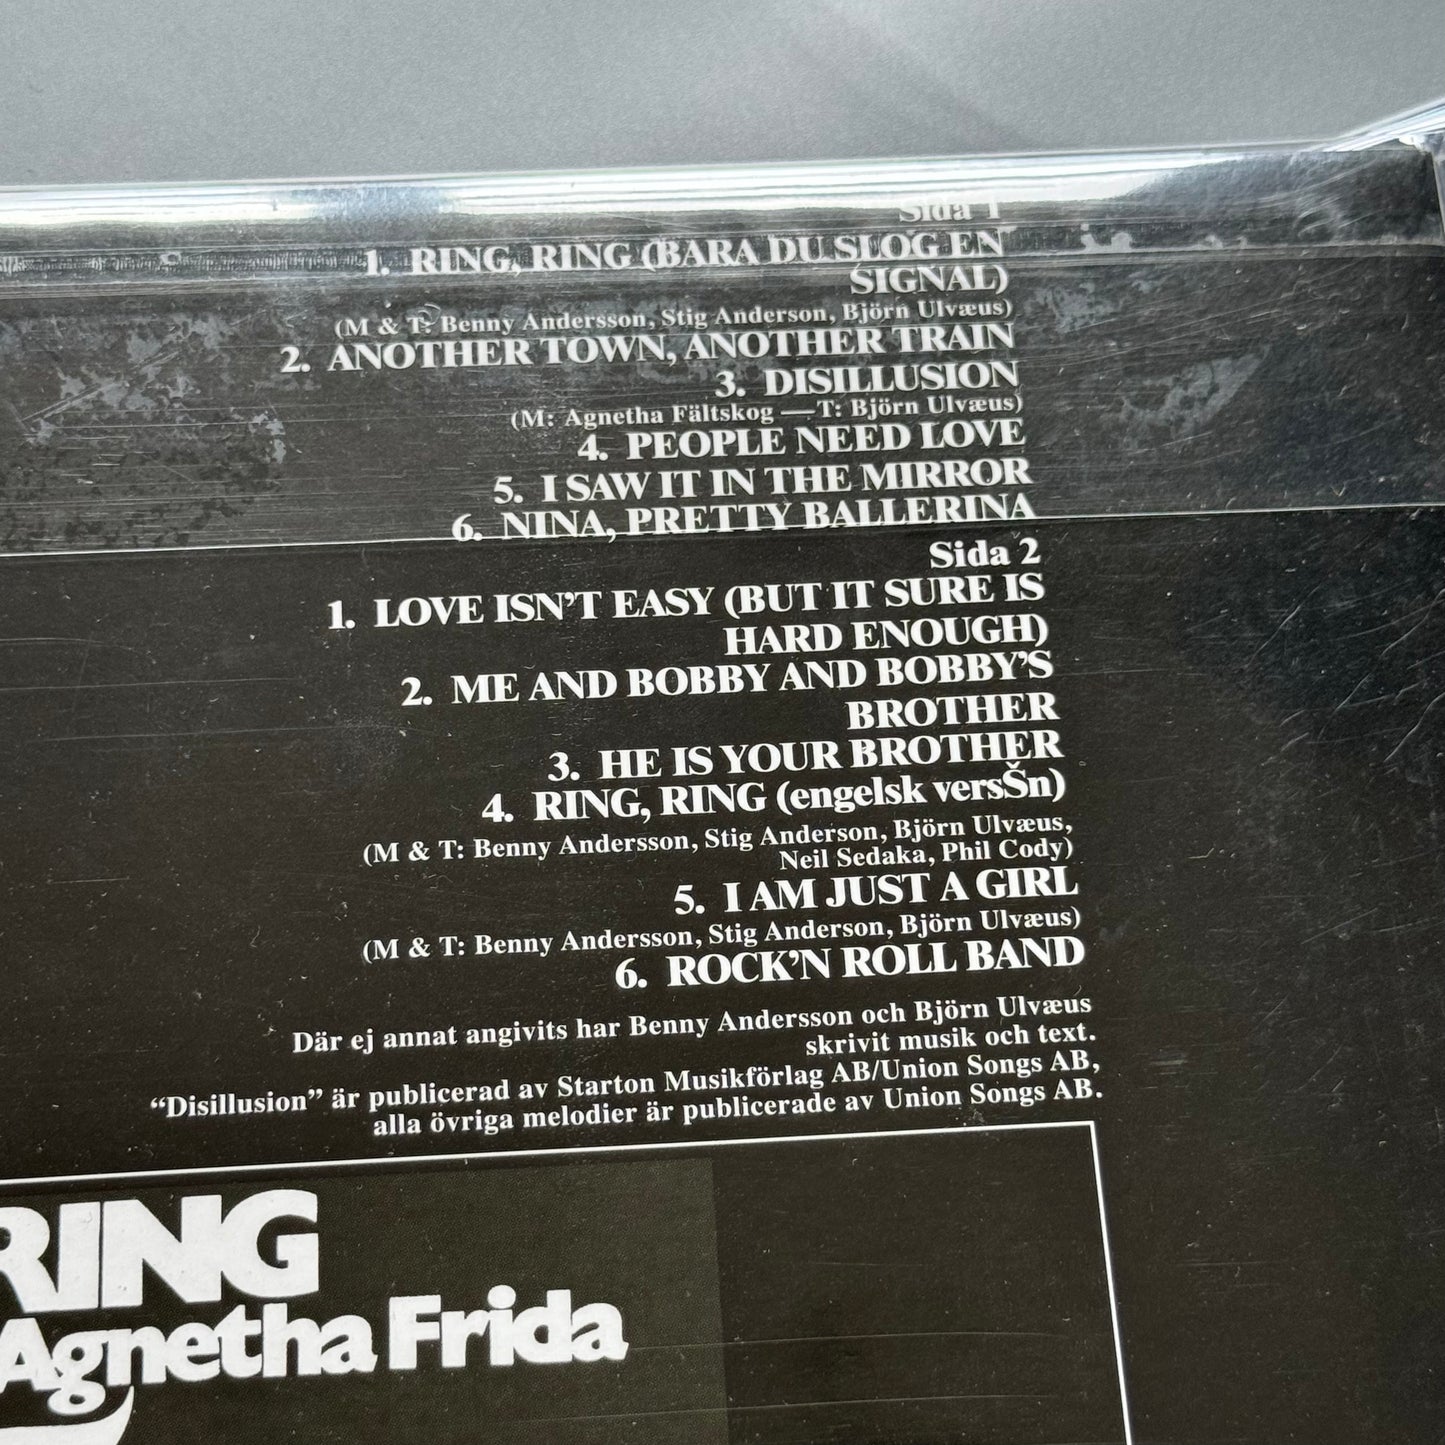 Sida 1
1. RING, RING (BARA DU SLOG EN
SIGNAL)
(M & T: Benny Andersson, Stig Anderson, Björn Ulvæus)
2. ANOTHER TOWN, ANOTHER TRAIN
3. DISILLUSION
(M: Agnetha Fältskog — T: Björn Ulvæus)
4. PEOPLE NEED LOVE
5. I SAW IT IN THE MIRROR
6. NINA, PRETTY BALLERINA
Sida 2
1. LOVE ISN'T EASY (BUT IT SURE IS
HARD ENOUGH)
2. ME AND BOBBY AND BOBBY'S
BROTHER
3. HE IS YOUR BROTHER
4. RING, RING (engelsk versŠn)
(M & T: Benny Andersson, Stig Anderson, Björn Ulvæus,
Neil Sedaka, Phil Cody)
5. I AM JUST A GIRL
(M & T: Benny Andersson, Stig Anderson, Björn Ulvæus)
6. ROCK'N ROLL BAND
Där ej annat angivits har Benny Andersson och Björn Ulvæus
skrivit musik och text.
"Disillusion" är publicerad av Starton Musikförlag AB/Union Songs AB,
alla övriga melodier är publicerade av Union Songs AB.
RING
Agnetha Frida